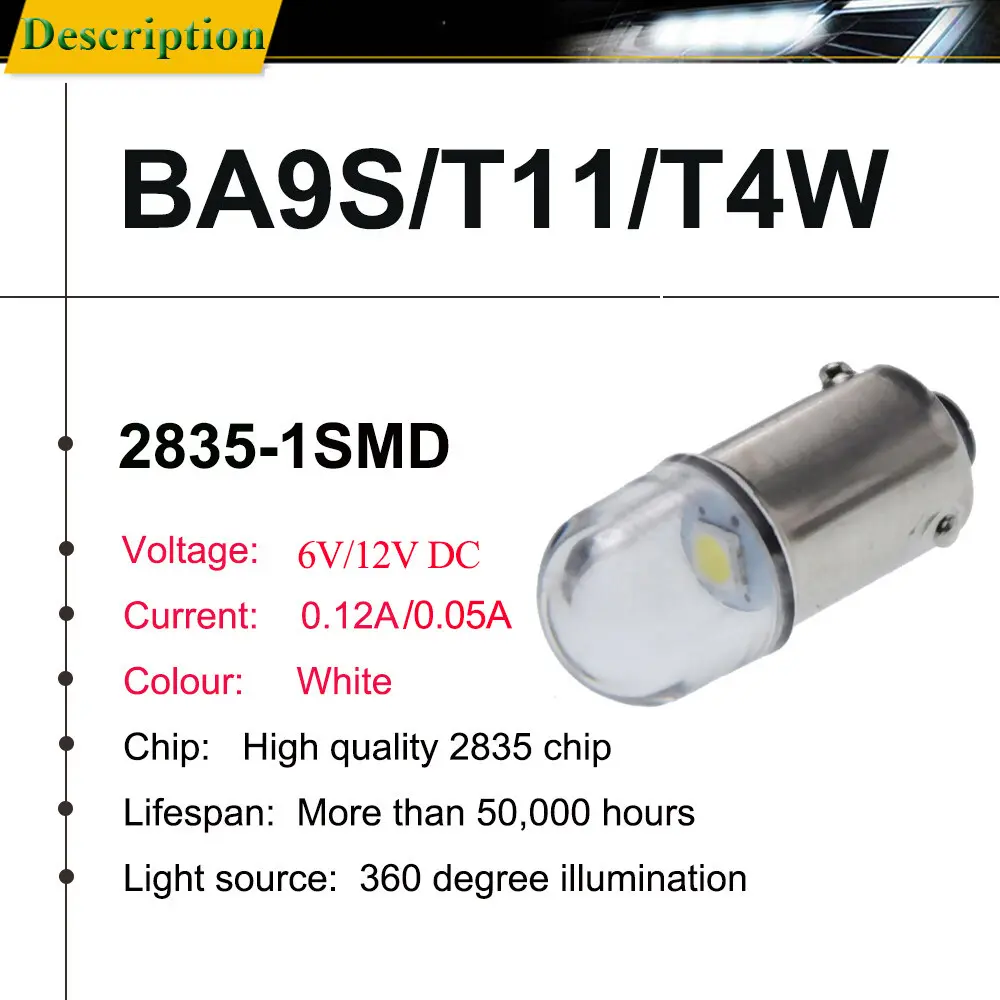 Description
BA9S/T11/T4W
2835-1SMD
Voltage: 6V/12V DC
Current: 0.12A/0.05A
Colour: White
Chip: High quality 2835 chip
Lifespan: More than 50,000 hours
Light source: 360 degree illumination